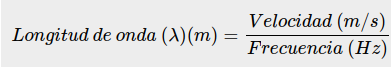 Longitud de onda (λ)(m) = Velocidad (m/s) / Frecuencia (Hz)